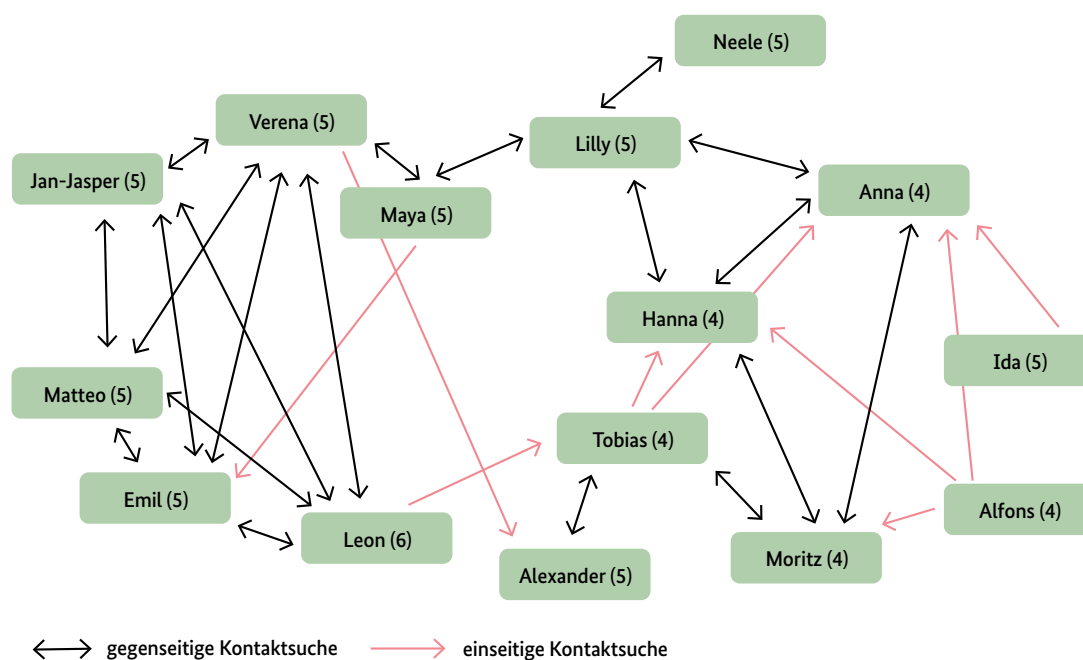 Neele (5)
Verena (5)
Lilly (5)
Jan-Jasper (5)
Anna (4)
Maya (5)
Hanna (4)
Ida (5)
Matteo (5)
Tobias (4)
Emil (5)
Alfons (4)
Leon (6)
Moritz (4)
Alexander (5)
gegenseitige Kontaktsuche
einseitige Kontaktsuche